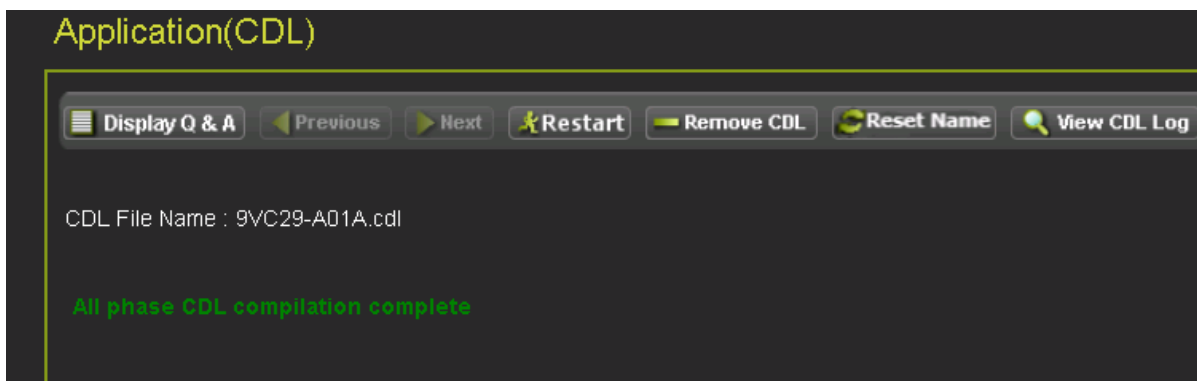 Application(CDL)
Display Q & A Previous Next Restart Remove CDL Reset Name View CDL Log
CDL File Name : 9VC29-A01A.cdl
All phase CDL compilation complete